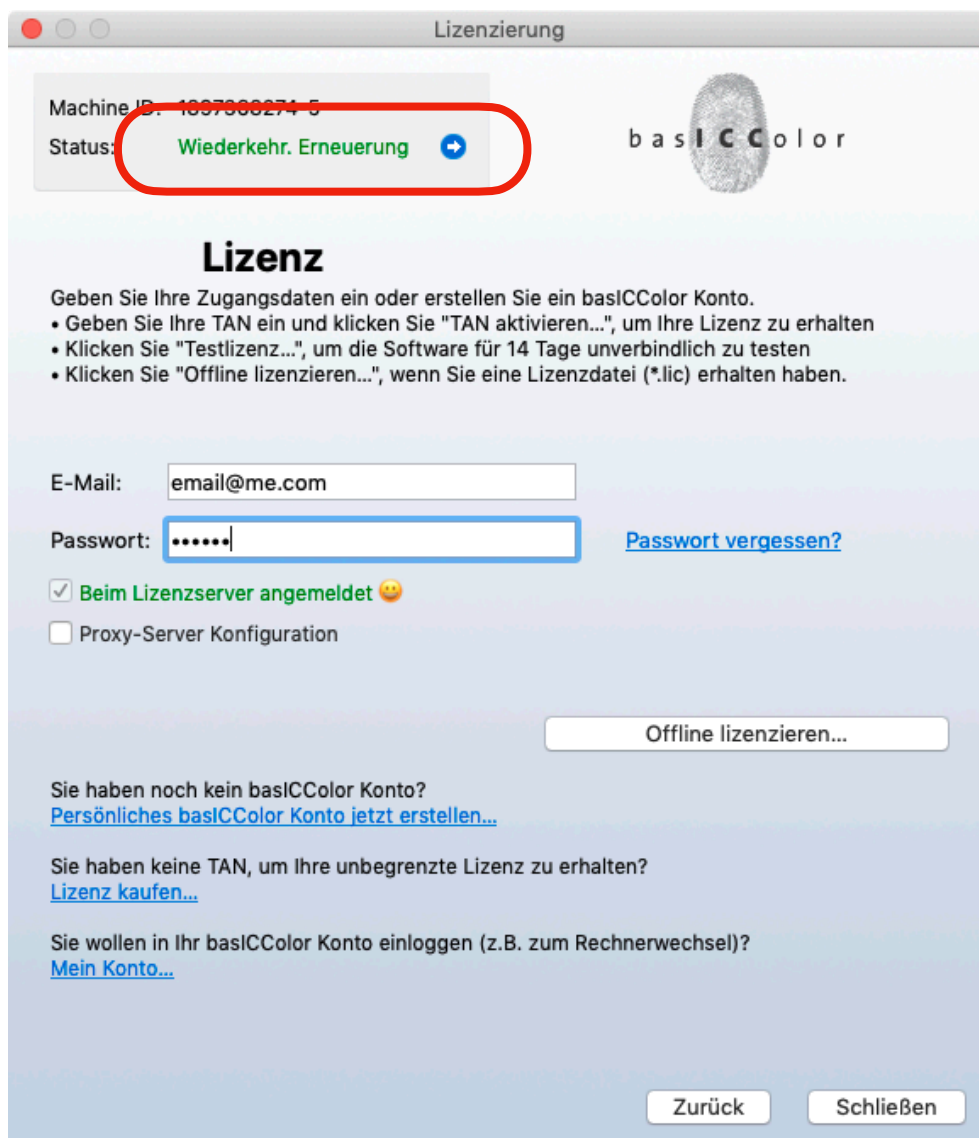 Lizenzierung
Machine ID:
Status: Wiederkehr. Erneuerung
basICColor
Lizenz
Geben Sie Ihre Zugangsdaten ein oder erstellen Sie ein basICColor Konto.
• Geben Sie Ihre TAN ein und klicken Sie "TAN aktivieren...", um Ihre Lizenz zu erhalten
• Klicken Sie "Testlizenz...", um die Software für 14 Tage unverbindlich zu testen
• Klicken Sie "Offline lizenzieren...", wenn Sie eine Lizenzdatei (*.lic) erhalten haben.
E-Mail: email@me.com
Passwort: •••••• Passwort vergessen?
Beim Lizenzserver angemeldet 😀
Proxy-Server Konfiguration
Offline lizenzieren...
Sie haben noch kein basICColor Konto?
Persönliches basICColor Konto jetzt erstellen...
Sie haben keine TAN, um Ihre unbegrenzte Lizenz zu erhalten?
Lizenz kaufen...
Sie wollen in Ihr basICColor Konto einloggen (z.B. zum Rechnerwechsel)?
Mein Konto...
Zurück Schließen